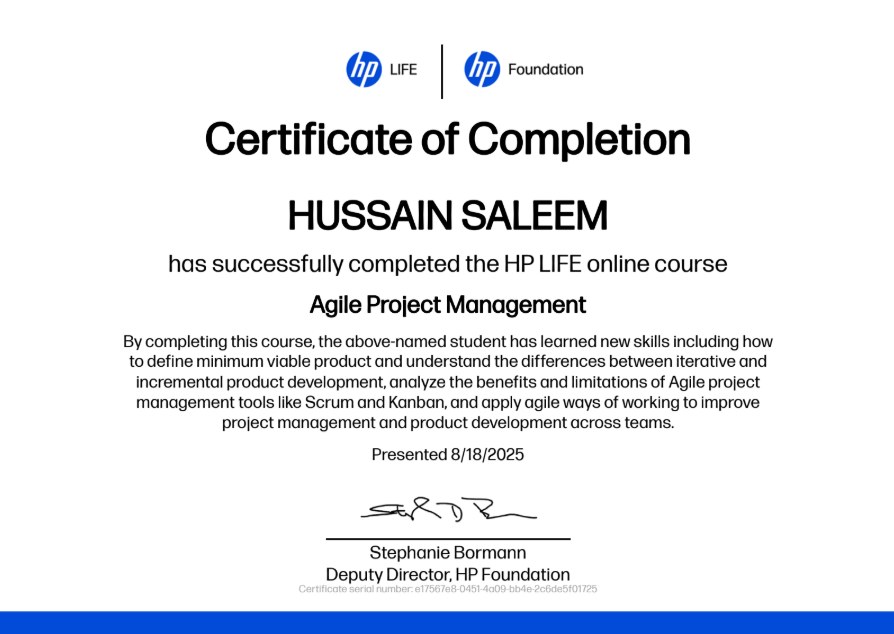 hp LIFE hp Foundation
Certificate of Completion
HUSSAIN SALEEM
has successfully completed the HP LIFE online course
Agile Project Management
By completing this course, the above-named student has learned new skills including how
to define minimum viable product and understand the differences between iterative and
incremental product development, analyze the benefits and limitations of Agile project
management tools like Scrum and Kanban, and apply agile ways of working to improve
project management and product development across teams.
Presented 8/18/2025
Stephanie Bormann
Deputy Director, HP Foundation
Certificate serial number: e17567e8-0451-4a09-bb4e-2c6de5f01725